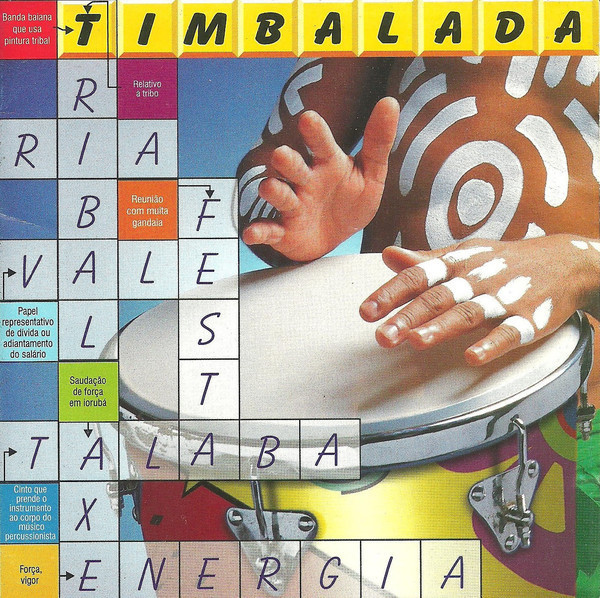 Banda baiana
que usa
pintura tribal
TIMBALADA
R
Relativo
a tribo
RIA
B
Reunião
com muita
gandaia
F
VALE
Papel
representativo
de dívida ou
adiantamento
do salário
L
S
Saudação
de força
em iorubá
T
TALABA
Cinto que
prende o
instrumento
ao corpo do
músico
percussionista
X
Força,
vigor
ENERGIA